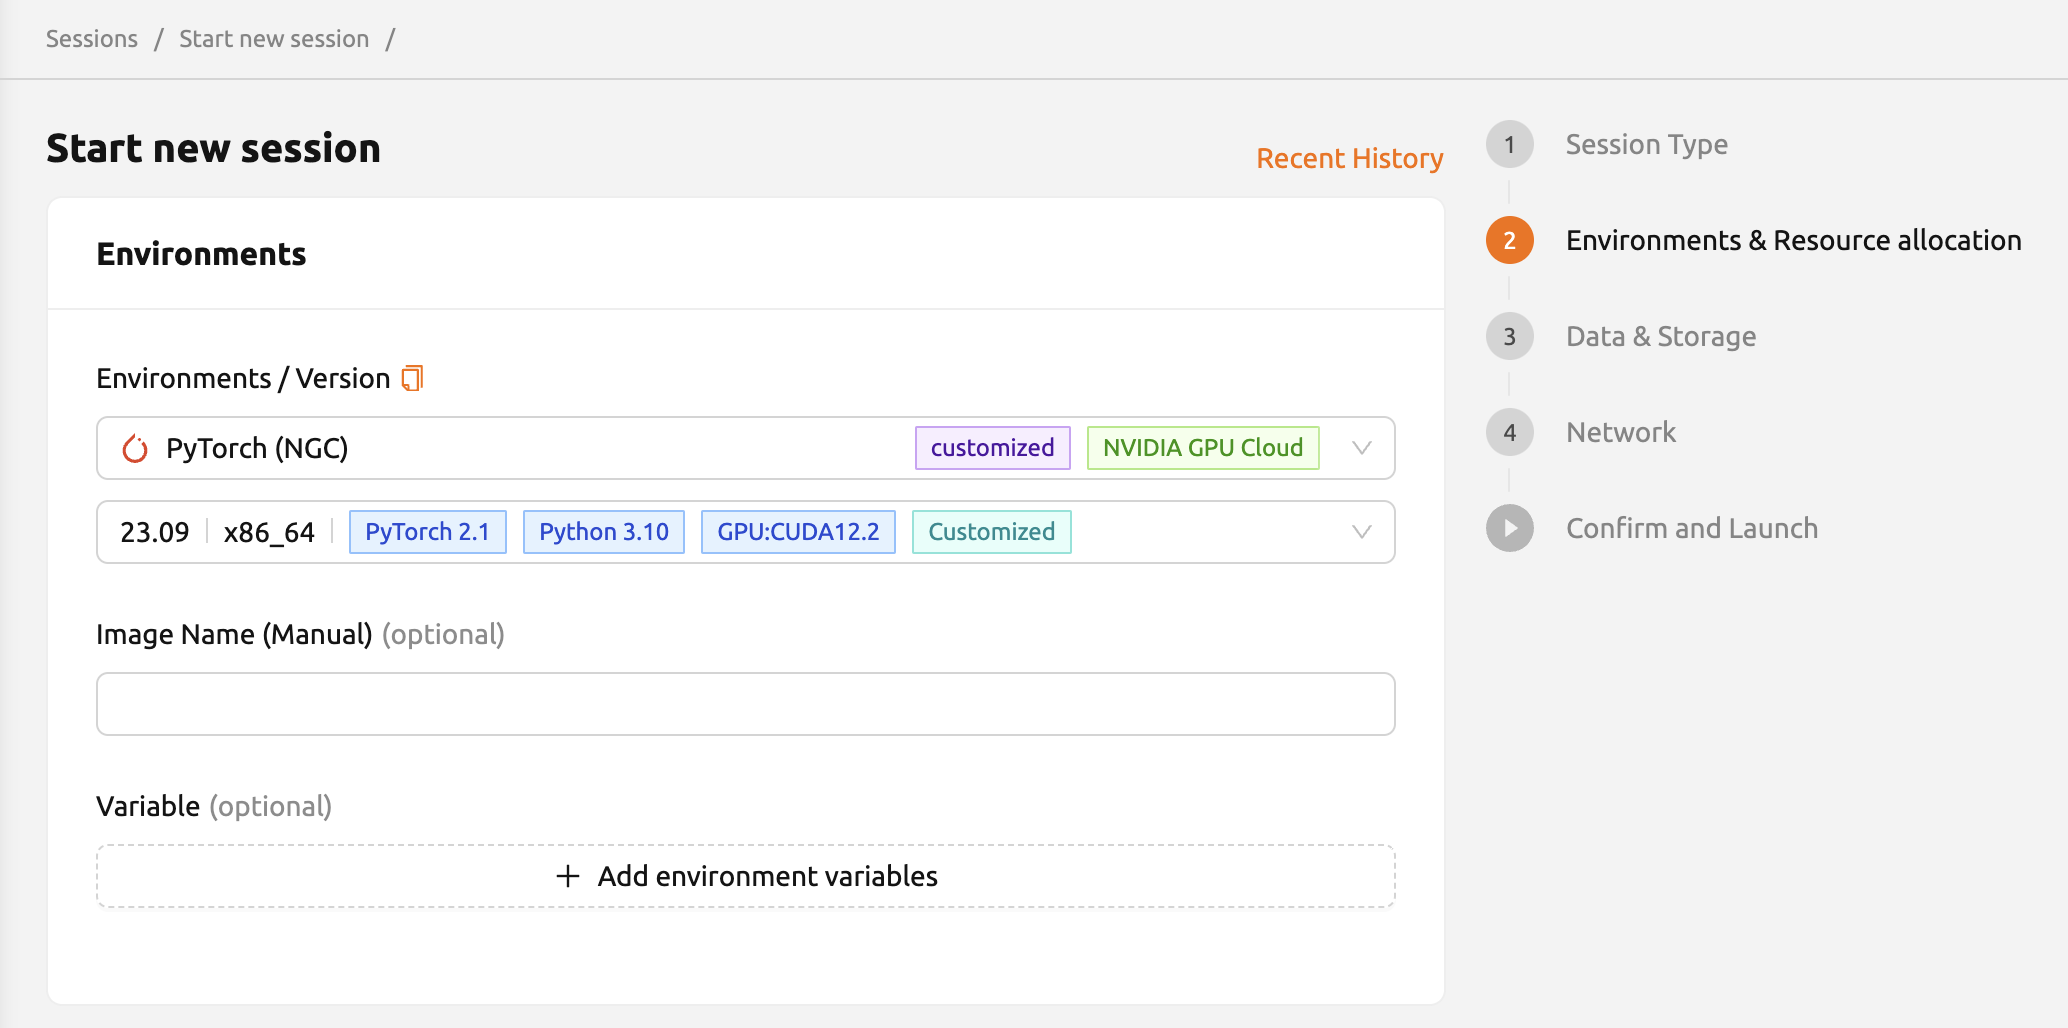 Sessions / Start new session /
Start new session
Recent History
Environments
Environments / Version
PyTorch (NGC) customized NVIDIA GPU Cloud
23.09 x86_64 PyTorch 2.1 Python 3.10 GPU:CUDA12.2 Customized
Image Name (Manual) (optional)
Variable (optional)
+ Add environment variables
1 Session Type
2 Environments & Resource allocation
3 Data & Storage
4 Network
Confirm and Launch